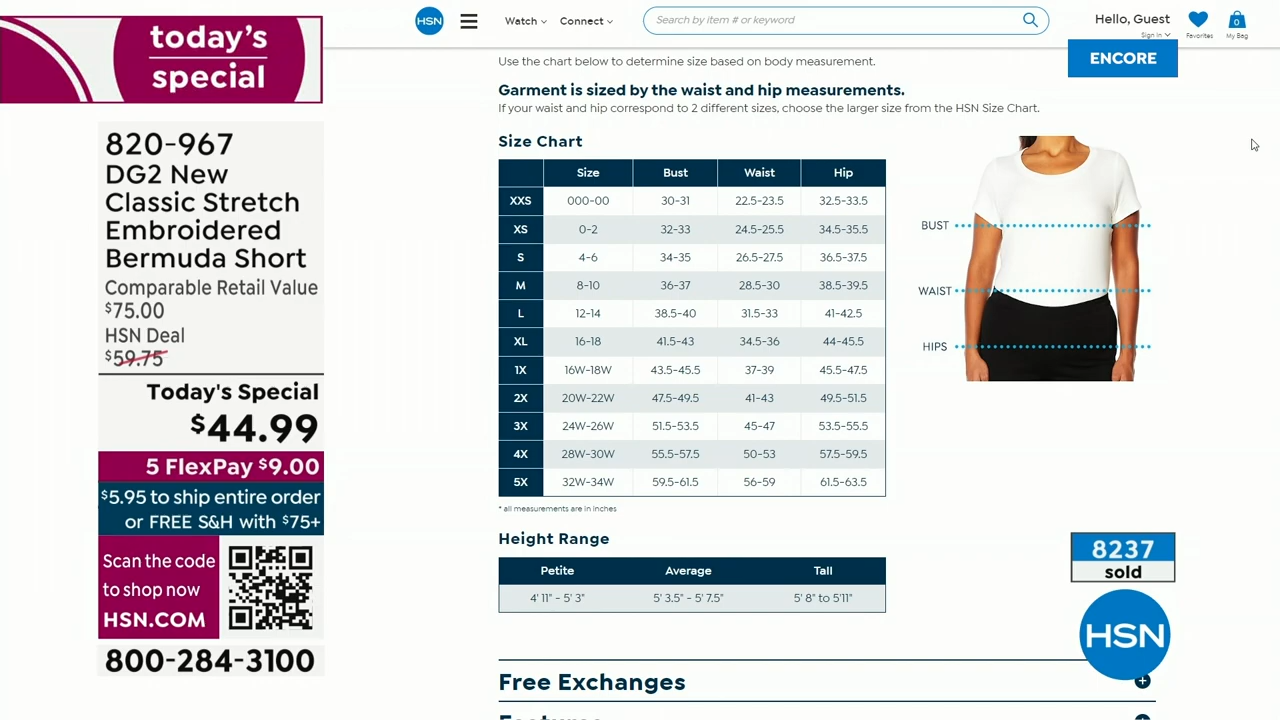 today's
special
820-967
DG2 New
Classic Stretch
Embroidered
Bermuda Short
Comparable Retail Value
$75.00
HSN Deal
$59.75
Today's Special
$44.99
5 FlexPay $9.00
$5.95 to ship entire order
or FREE S&H with $75+
Scan the code
to shop now
HSN.COM
800-284-3100
HSN
Watch
Connect
Search by item # or keyword
Hello, Guest
Sign In
Favorites
0
My Bag
ENCORE
Use the chart below to determine size based on body measurement.
Garment is sized by the waist and hip measurements.
If your waist and hip correspond to 2 different sizes, choose the larger size from the HSN Size Chart.
Size Chart
Size Bust Waist Hip
XXS 000-00 30-31 22.5-23.5 32.5-33.5
XS 0-2 32-33 24.5-25.5 34.5-35.5
S 4-6 34-35 26.5-27.5 36.5-37.5
M 8-10 36-37 28.5-30 38.5-39.5
L 12-14 38.5-40 31.5-33 41-42.5
XL 16-18 41.5-43 34.5-36 44-45.5
1X 16W-18W 43.5-45.5 37-39 45.5-47.5
2X 20W-22W 47.5-49.5 41-43 49.5-51.5
3X 24W-26W 51.5-53.5 45-47 53.5-55.5
4X 28W-30W 55.5-57.5 50-53 57.5-59.5
5X 32W-34W 59.5-61.5 56-59 61.5-63.5
* all measurements are in inches
BUST
WAIST
HIPS
Height Range
Petite Average Tall
4' 11" - 5' 3" 5' 3.5" - 5' 7.5" 5' 8" to 5'11"
8237
sold
HSN
Free Exchanges
Features